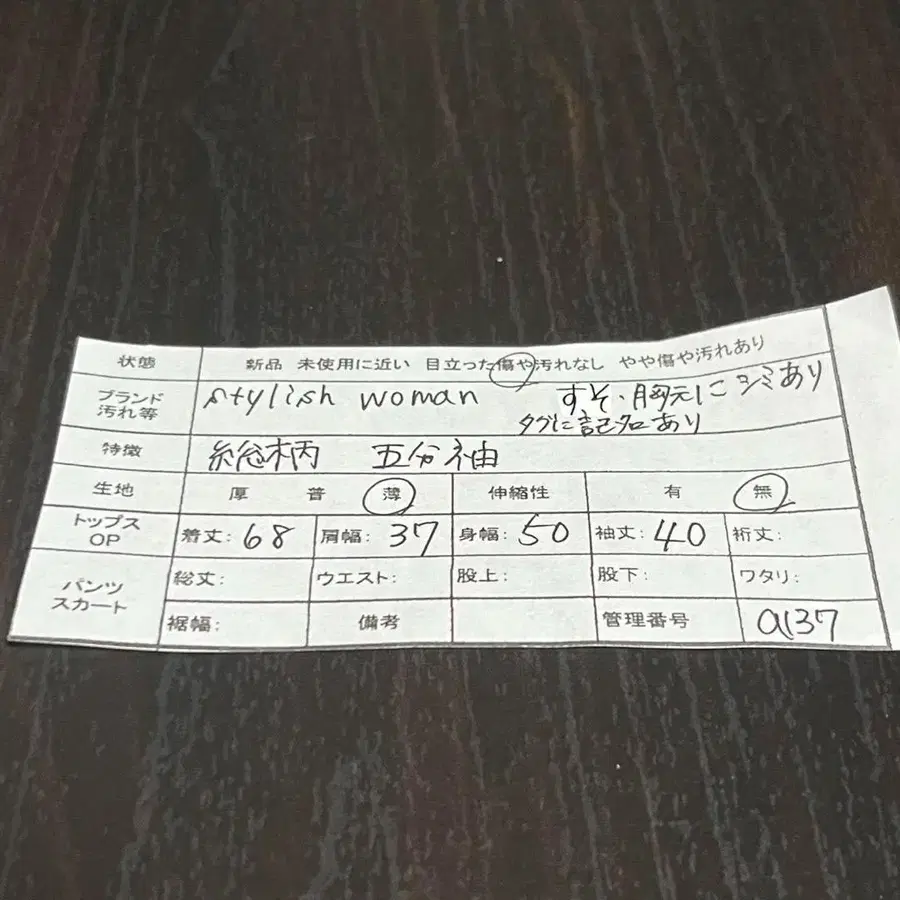 状態 新品 未使用に近い 目立った傷や汚れなし やや傷や汚れあり
ブランド stylish woman すそ、胸元にシミあり
汚れ等 タグに記名あり
特徴 総柄 五分袖
生地 厚 普 薄 伸縮性 有 無
トップス
OP 着丈: 68 肩幅: 37 身幅: 50 袖丈: 40 裄丈:
パンツ
スカート 総丈: ウエスト: 股上: 股下: ワタリ:
裾幅: 備考 管理番号 a137